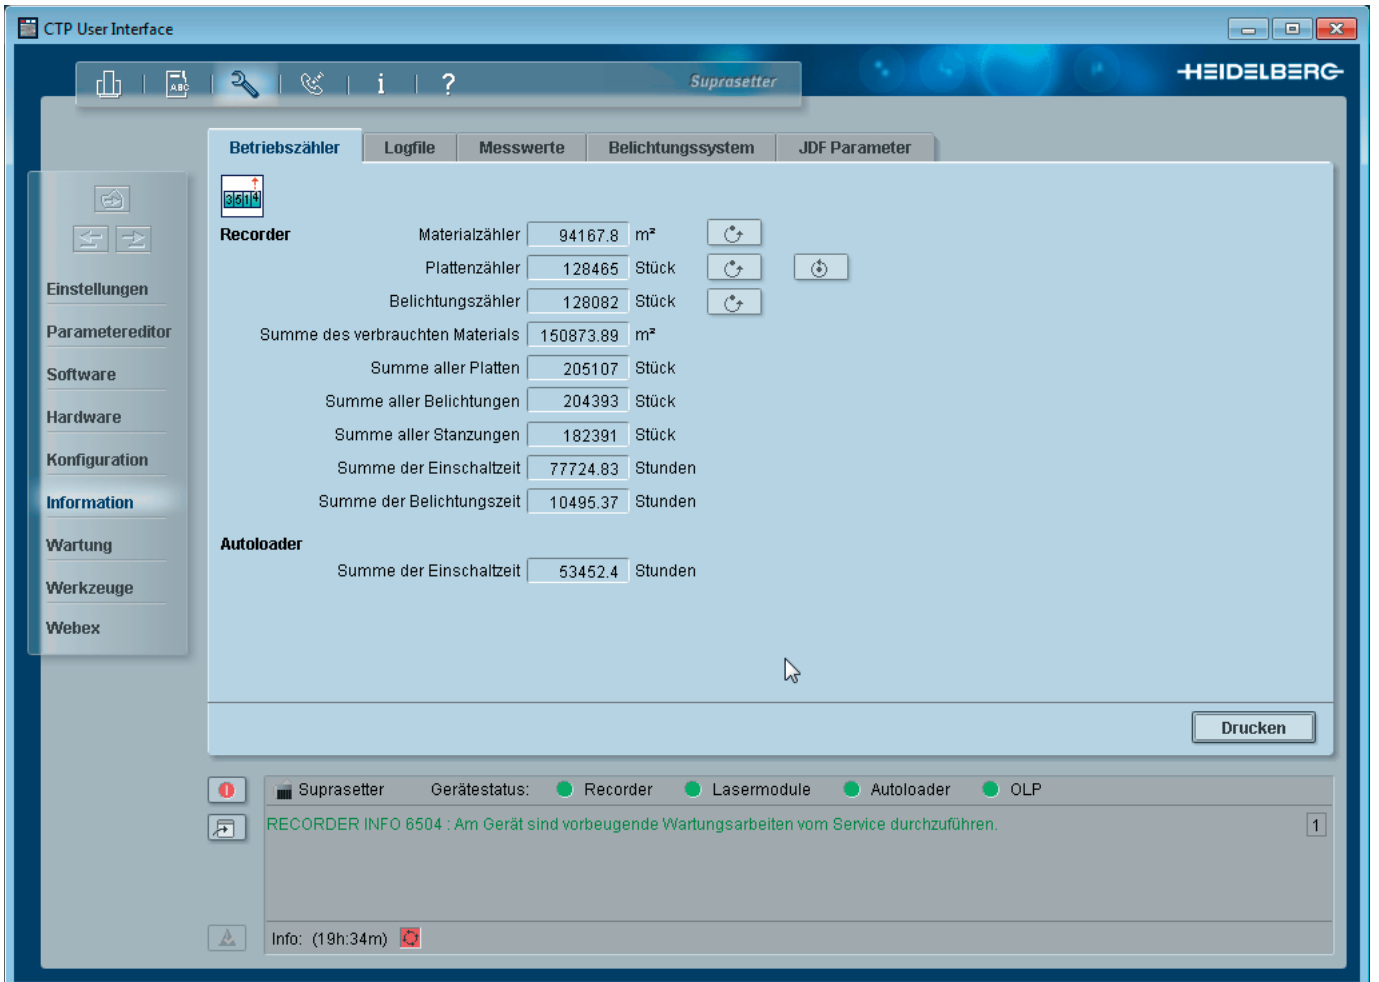 CTP User Interface
ABC
i
?
Suprasetter
HEIDELBERG
Betriebszähler
Logfile
Messwerte
Belichtungssystem
JDF Parameter
3514
Recorder
Materialzähler 94167.8 m²
Plattenzähler 128465 Stück
Belichtungszähler 128082 Stück
Summe des verbrauchten Materials 150873.89 m²
Summe aller Platten 205107 Stück
Summe aller Belichtungen 204393 Stück
Summe aller Stanzungen 182391 Stück
Summe der Einschaltzeit 77724.83 Stunden
Summe der Belichtungszeit 10495.37 Stunden
Autoloader
Summe der Einschaltzeit 53452.4 Stunden
Einstellungen
Parametereditor
Software
Hardware
Konfiguration
Information
Wartung
Werkzeuge
Webex
Drucken
Suprasetter Gerätestatus: Recorder Lasermodule Autoloader OLP
RECORDER INFO 6504 : Am Gerät sind vorbeugende Wartungsarbeiten vom Service durchzuführen. 1
Info: (19h:34m)